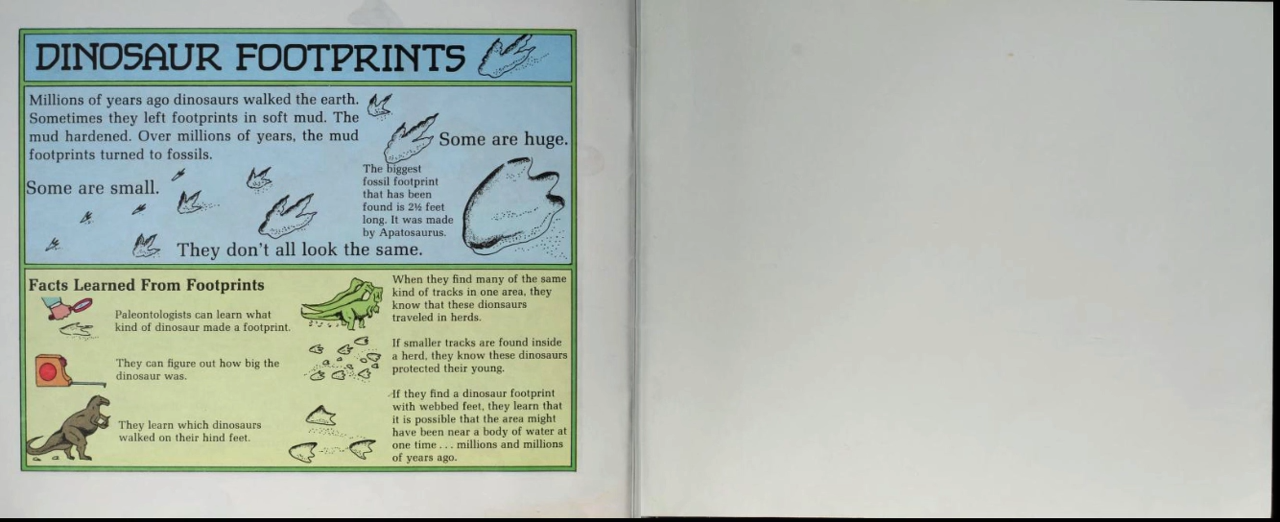 DINOSAUR FOOTPRINTS
Millions of years ago dinosaurs walked the earth.
Sometimes they left footprints in soft mud. The
mud hardened. Over millions of years, the mud
footprints turned to fossils.
Some are huge.
Some are small.
The biggest
fossil footprint
that has been
found is 2½ feet
long. It was made
by Apatosaurus.
They don't all look the same.
Facts Learned From Footprints
Paleontologists can learn what
kind of dinosaur made a footprint.
They can figure out how big the
dinosaur was.
They learn which dinosaurs
walked on their hind feet.
When they find many of the same
kind of tracks in one area, they
know that these dionsaurs
traveled in herds.
If smaller tracks are found inside
a herd, they know these dinosaurs
protected their young.
If they find a dinosaur footprint
with webbed feet, they learn that
it is possible that the area might
have been near a body of water at
one time . . . millions and millions
of years ago.